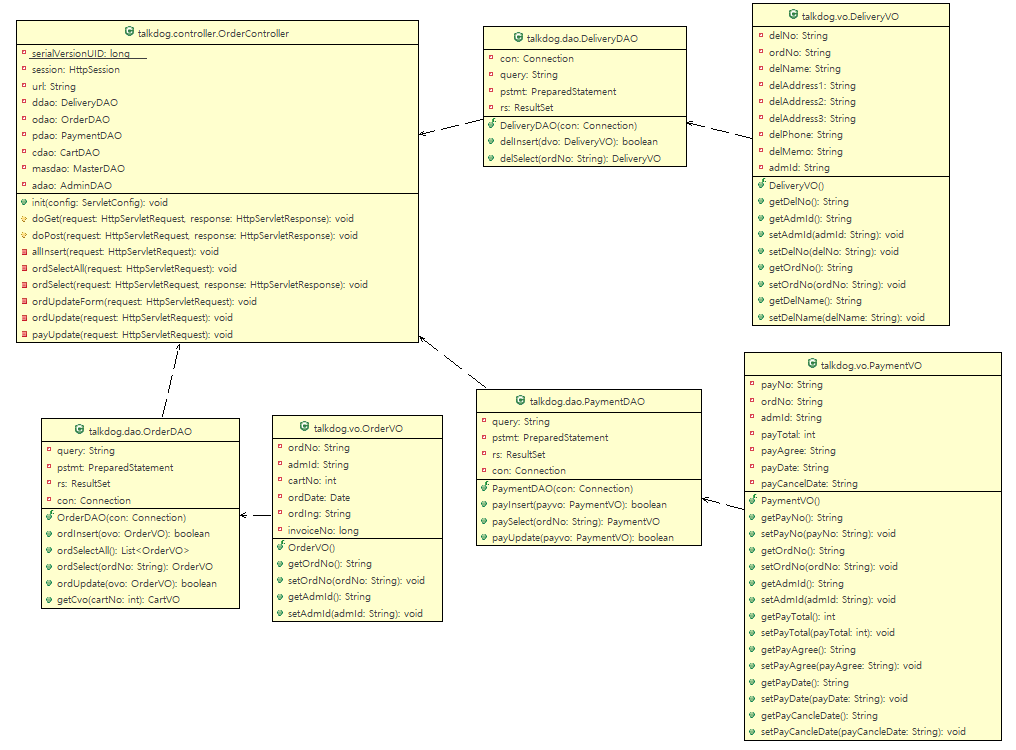 talkdog.controller.OrderController
serialVersionUID: long
session: HttpSession
url: String
ddao: DeliveryDAO
odao: OrderDAO
pdao: PaymentDAO
cdao: CartDAO
masdao: MasterDAO
adao: AdminDAO
init(config: ServletConfig): void
doGet(request: HttpServletRequest, response: HttpServletResponse): void
doPost(request: HttpServletRequest, response: HttpServletResponse): void
allInsert(request: HttpServletRequest): void
ordSelectAll(request: HttpServletRequest): void
ordSelect(request: HttpServletRequest, response: HttpServletResponse): void
ordUpdateForm(request: HttpServletRequest): void
ordUpdate(request: HttpServletRequest): void
payUpdate(request: HttpServletRequest): void
talkdog.dao.DeliveryDAO
con: Connection
query: String
pstmt: PreparedStatement
rs: ResultSet
DeliveryDAO(con: Connection)
delInsert(dvo: DeliveryVO): boolean
delSelect(ordNo: String): DeliveryVO
talkdog.vo.DeliveryVO
delNo: String
ordNo: String
delName: String
delAddress1: String
delAddress2: String
delAddress3: String
delPhone: String
delMemo: String
admId: String
DeliveryVO()
getDelNo(): String
getAdmId(): String
setAdmId(admId: String): void
setDelNo(delNo: String): void
getOrdNo(): String
setOrdNo(ordNo: String): void
getDelName(): String
setDelName(delName: String): void
talkdog.dao.OrderDAO
query: String
pstmt: PreparedStatement
rs: ResultSet
con: Connection
OrderDAO(con: Connection)
ordInsert(ovo: OrderVO): boolean
ordSelectAll(): List<OrderVO>
ordSelect(ordNo: String): OrderVO
ordUpdate(ovo: OrderVO): boolean
getCvo(cartNo: int): CartVO
talkdog.vo.OrderVO
ordNo: String
admId: String
cartNo: int
ordDate: Date
ordIng: String
invoiceNo: long
OrderVO()
getOrdNo(): String
setOrdNo(ordNo: String): void
getAdmId(): String
setAdmId(admId: String): void
talkdog.dao.PaymentDAO
query: String
pstmt: PreparedStatement
rs: ResultSet
con: Connection
PaymentDAO(con: Connection)
payInsert(payvo: PaymentVO): boolean
paySelect(ordNo: String): PaymentVO
payUpdate(payvo: PaymentVO): boolean
talkdog.vo.PaymentVO
payNo: String
ordNo: String
admId: String
payTotal: int
payAgree: String
payDate: String
payCancelDate: String
PaymentVO()
getPayNo(): String
setPayNo(payNo: String): void
getOrdNo(): String
setOrdNo(ordNo: String): void
getAdmId(): String
setAdmId(admId: String): void
getPayTotal(): int
setPayTotal(payTotal: int): void
getPayAgree(): String
setPayAgree(payAgree: String): void
getPayDate(): String
setPayDate(payDate: String): void
getPayCancleDate(): String
setPayCancleDate(payCancleDate: String): void